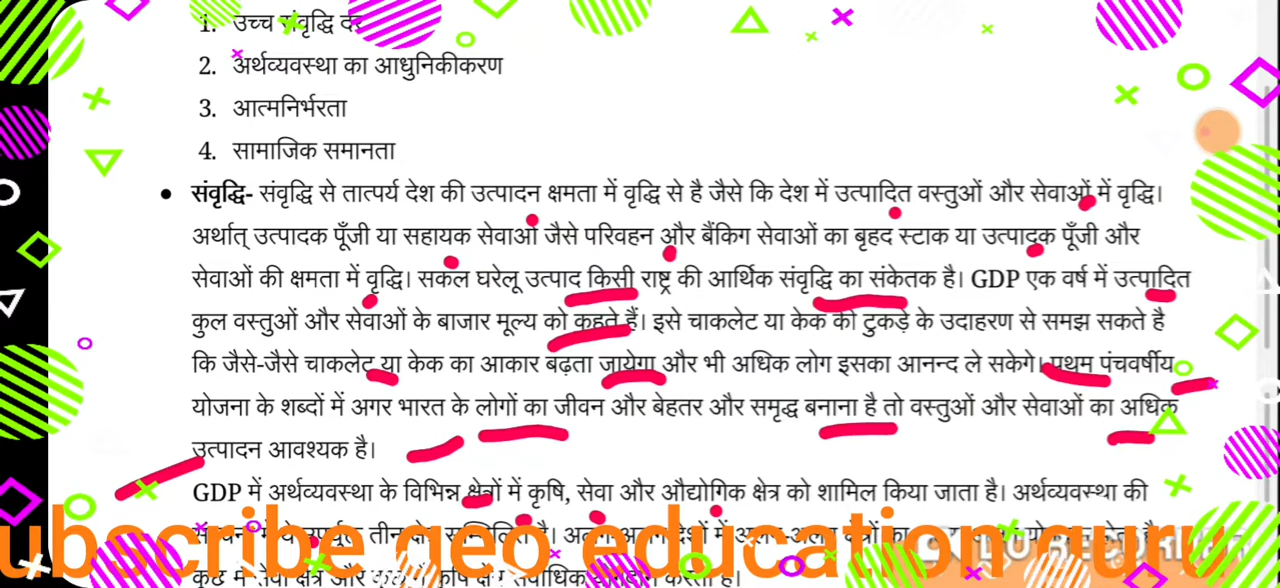 1. उच्च संवृद्धि दर
2. अर्थव्यवस्था का आधुनिकीकरण
3. आत्मनिर्भरता
4. सामाजिक समानता
• संवृद्धि- संवृद्धि से तात्पर्य देश की उत्पादन क्षमता में वृद्धि से है जैसे कि देश में उत्पादित वस्तुओं और सेवाओं में वृद्धि।
अर्थात् उत्पादक पूँजी या सहायक सेवाओं जैसे परिवहन और बैंकिग सेवाओं का बृहद स्टाक या उत्पादक पूँजी और
सेवाओं की क्षमता में वृद्धि। सकल घरेलू उत्पाद किसी राष्ट्र की आर्थिक संवृद्धि का संकेतक है। GDP एक वर्ष में उत्पादित
कुल वस्तुओं और सेवाओं के बाजार मूल्य को कहते हैं। इसे चाकलेट या केक की टुकड़े के उदाहरण से समझ सकते है
कि जैसे-जैसे चाकलेट या केक का आकार बढ़ता जायेगा और भी अधिक लोग इसका आनन्द ले सकेगे। प्रथम पंचवर्षीय
योजना के शब्दों में अगर भारत के लोगों का जीवन और बेहतर और समृद्ध बनाना है तो वस्तुओं और सेवाओं का अधिक
उत्पादन आवश्यक है।
GDP में अर्थव्यवस्था के विभिन्न क्षेत्रों में कृषि, सेवा और औद्योगिक क्षेत्र को शामिल किया जाता है। अर्थव्यवस्था की
तीन है।
ubscribe geo education guru
कुछ में सेवा क्षेत्र और कृषि करता है।